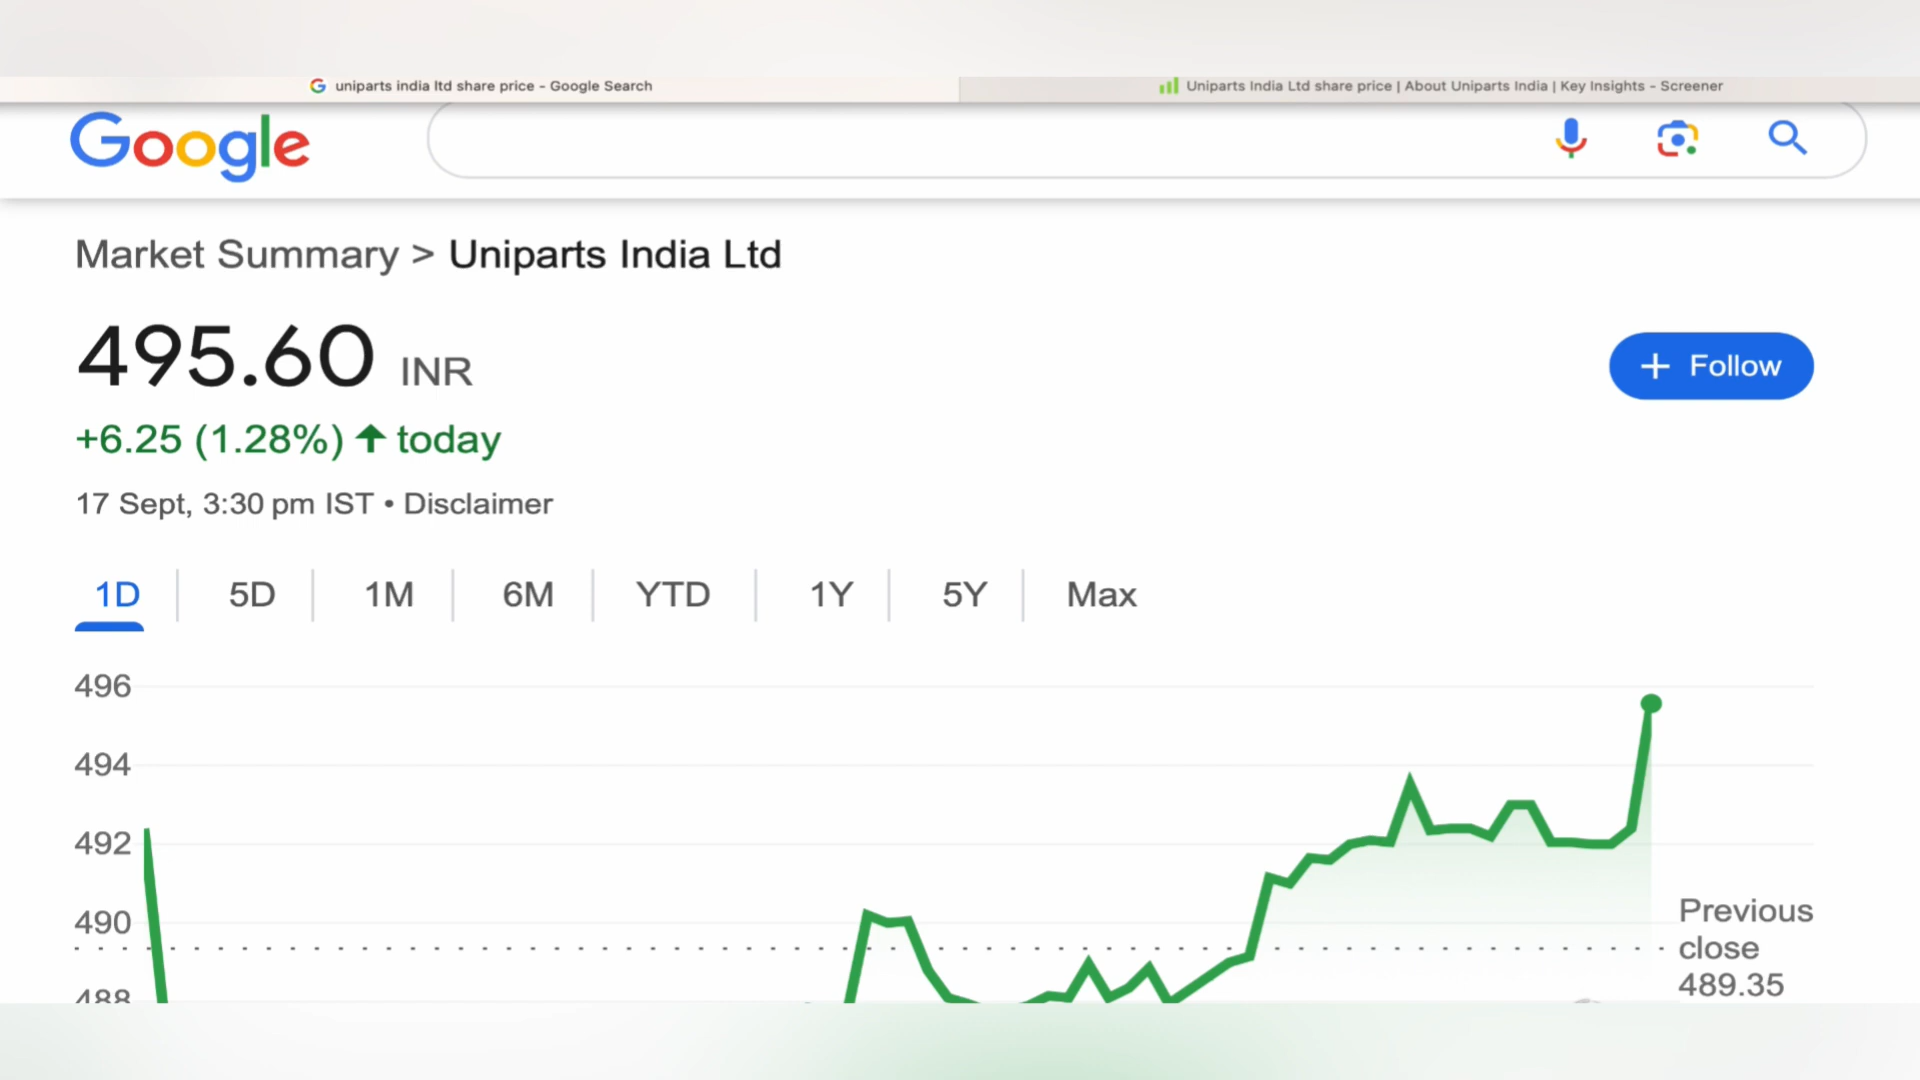 uniparts india ltd share price - Google Search
Uniparts India Ltd share price | About Uniparts India | Key Insights - Screener
Google
Market Summary > Uniparts India Ltd
495.60 INR
+ Follow
+6.25 (1.28%) ↑ today
17 Sept, 3:30 pm IST • Disclaimer
1D 5D 1M 6M YTD 1Y 5Y Max
496
494
492
490
488
Previous
close
489.35